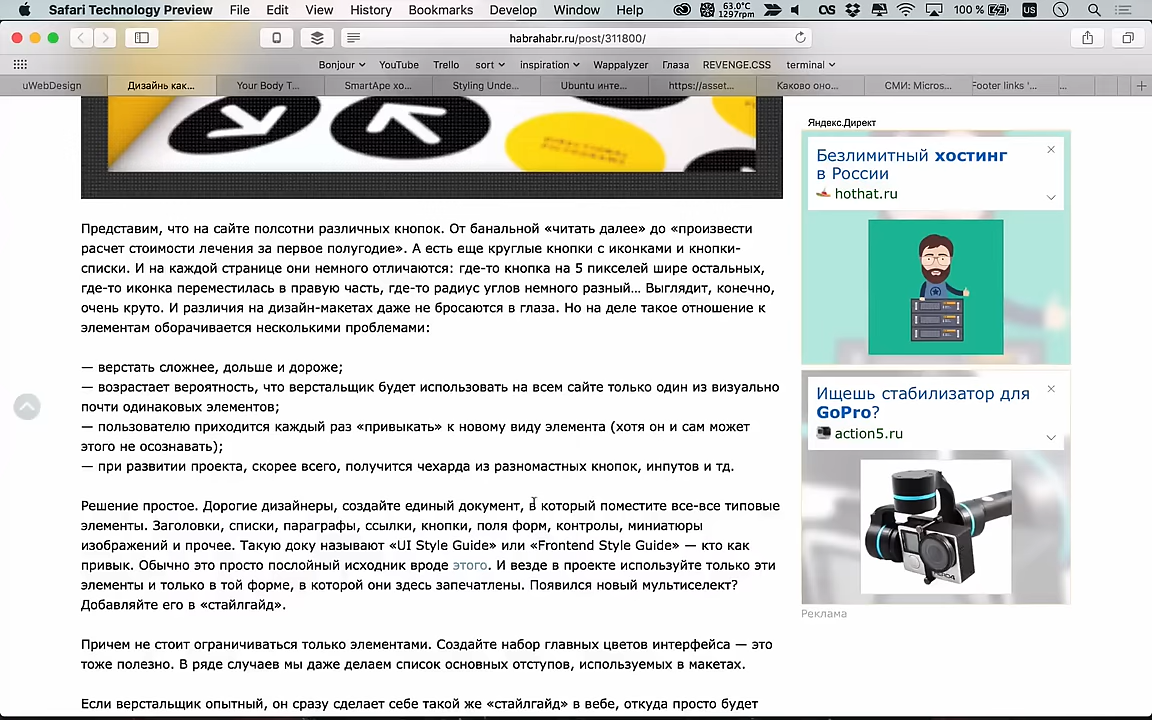 Safari Technology Preview File Edit View History Bookmarks Develop Window Help 63.0°C 1297rpm 100 % US
habrahabr.ru/post/311800/
Bonjour YouTube Trello sort inspiration Wappalyzer Глаза REVENGE.CSS terminal
uWebDesign Дизайнь как... Your Body T... SmartApe хо... Styling Unde... Ubuntu инте... https://asset... Каково оно... СМИ: Micros... Footer links '... ...
Яндекс.Директ
Безлимитный хостинг
в России
hothat.ru
Представим, что на сайте полсотни различных кнопок. От банальной «читать далее» до «произвести
расчет стоимости лечения за первое полугодие». А есть еще круглые кнопки с иконками и кнопки-
списки. И на каждой странице они немного отличаются: где-то кнопка на 5 пикселей шире остальных,
где-то иконка переместилась в правую часть, где-то радиус углов немного разный... Выглядит, конечно,
очень круто. И различия на дизайн-макетах даже не бросаются в глаза. Но на деле такое отношение к
элементам оборачивается несколькими проблемами:
— верстать сложнее, дольше и дороже;
— возрастает вероятность, что верстальщик будет использовать на всем сайте только один из визуально
почти одинаковых элементов;
— пользователю приходится каждый раз «привыкать» к новому виду элемента (хотя он и сам может
этого не осознавать);
— при развитии проекта, скорее всего, получится чехарда из разномастных кнопок, инпутов и тд.
Ищешь стабилизатор для
GoPro?
action5.ru
Решение простое. Дорогие дизайнеры, создайте единый документ, в который поместите все-все типовые
элементы. Заголовки, списки, параграфы, ссылки, кнопки, поля форм, контролы, миниатюры
изображений и прочее. Такую доку называют «UI Style Guide» или «Frontend Style Guide» — кто как
привык. Обычно это просто послойный исходник вроде этого. И везде в проекте используйте только эти
элементы и только в той форме, в которой они здесь запечатлены. Появился новый мультиселект?
Добавляйте его в «стайлгайд».
Реклама
Причем не стоит ограничиваться только элементами. Создайте набор главных цветов интерфейса — это
тоже полезно. В ряде случаев мы даже делаем список основных отступов, используемых в макетах.
Если верстальщик опытный, он сразу сделает себе такой же «стайлгайд» в вебе, откуда просто будет